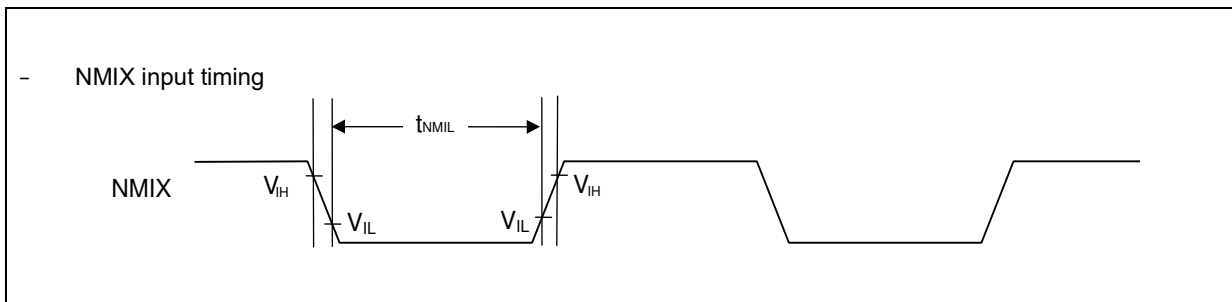 – NMIX input timing
tNMIL
NMIX
VIH
VIL
VIL
VIH